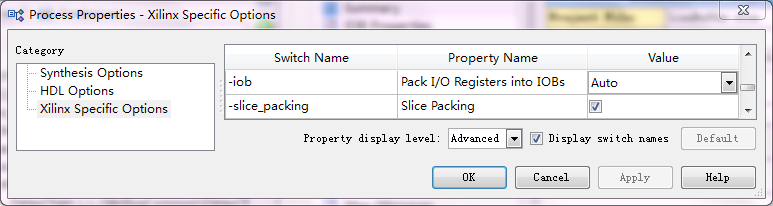 Process Properties - Xilinx Specific Options
Category
Synthesis Options
HDL Options
Xilinx Specific Options
Switch Name Property Name Value
-iob Pack I/O Registers into IOBs Auto
-slice_packing Slice Packing
Property display level: Advanced Display switch names Default
OK Cancel Apply Help